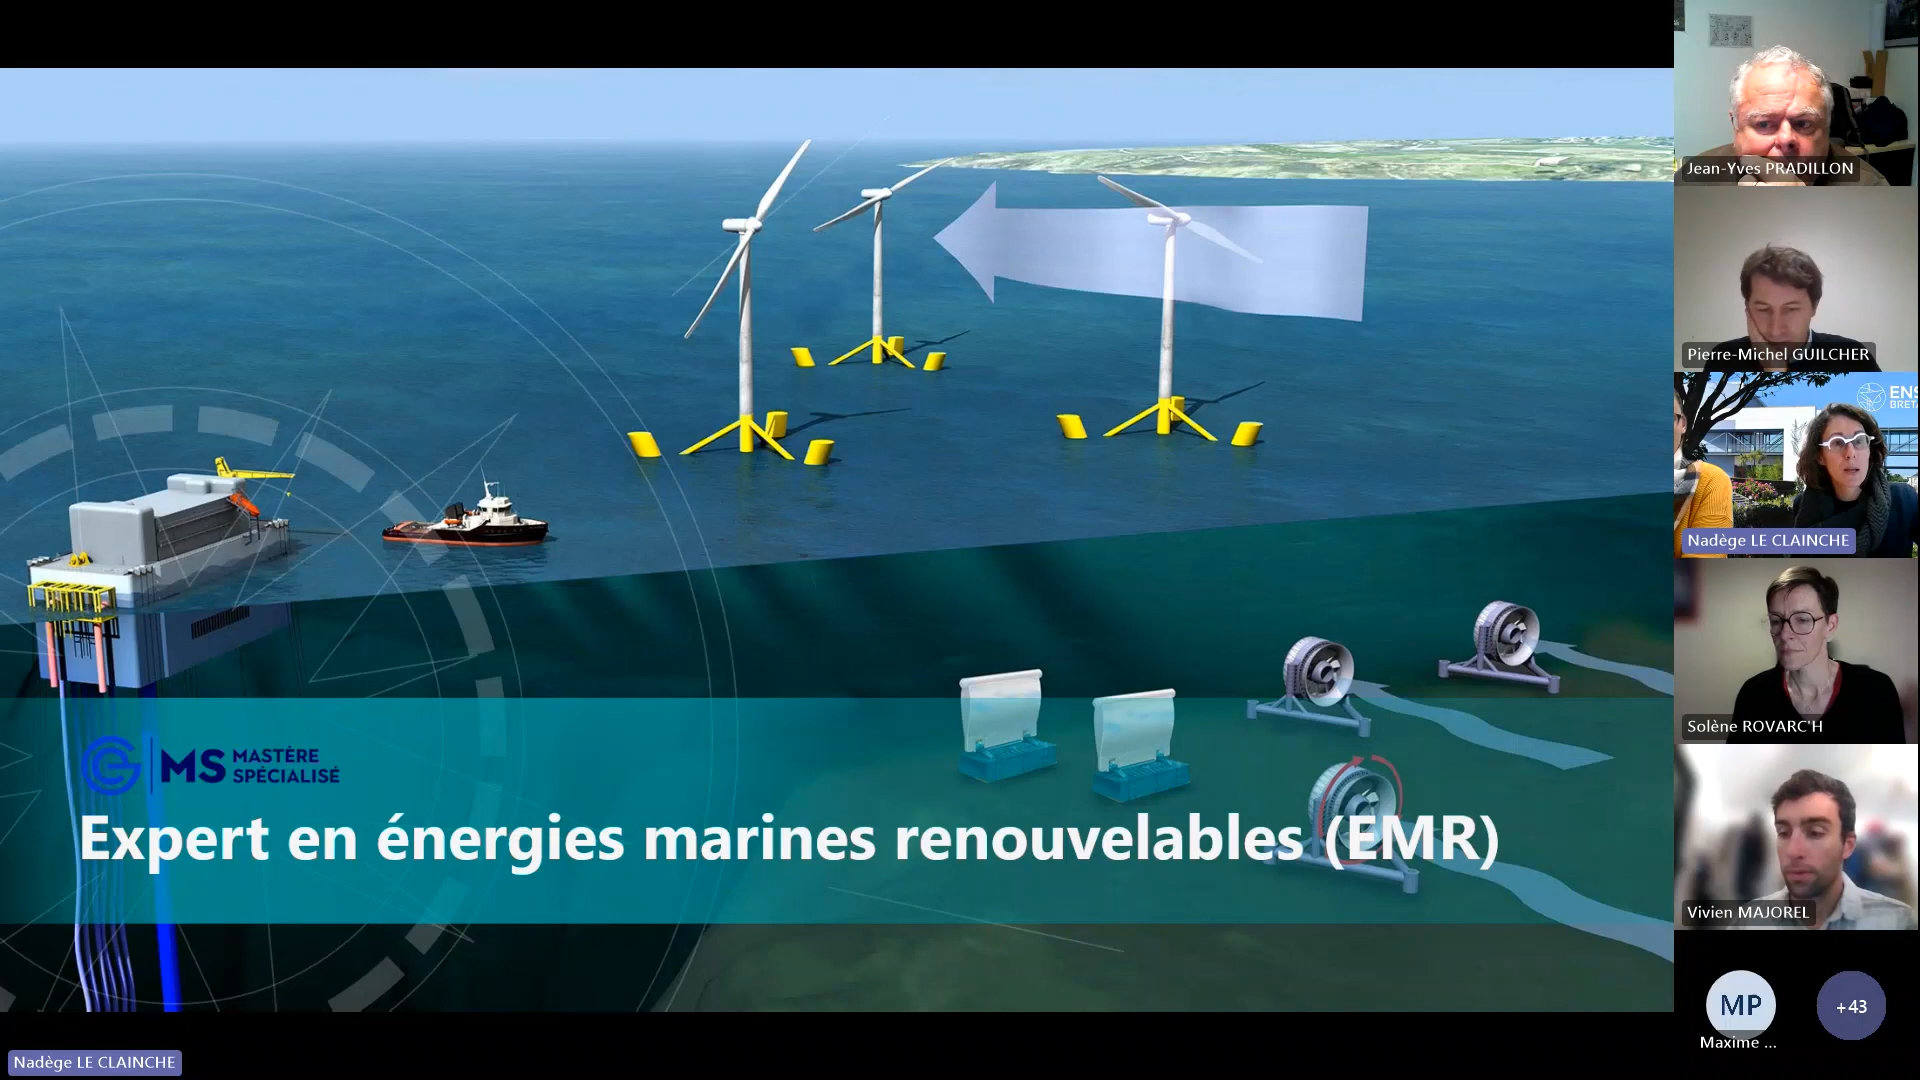 MS MASTÈRE
SPÉCIALISÉ
Expert en énergies marines renouvelables (EMR)
Nadège LE CLAINCHE
Jean-Yves PRADILLON
Pierre-Michel GUILCHER
Nadège LE CLAINCHE
Solène ROVARC'H
Vivien MAJOREL
MP
Maxime ...
+43